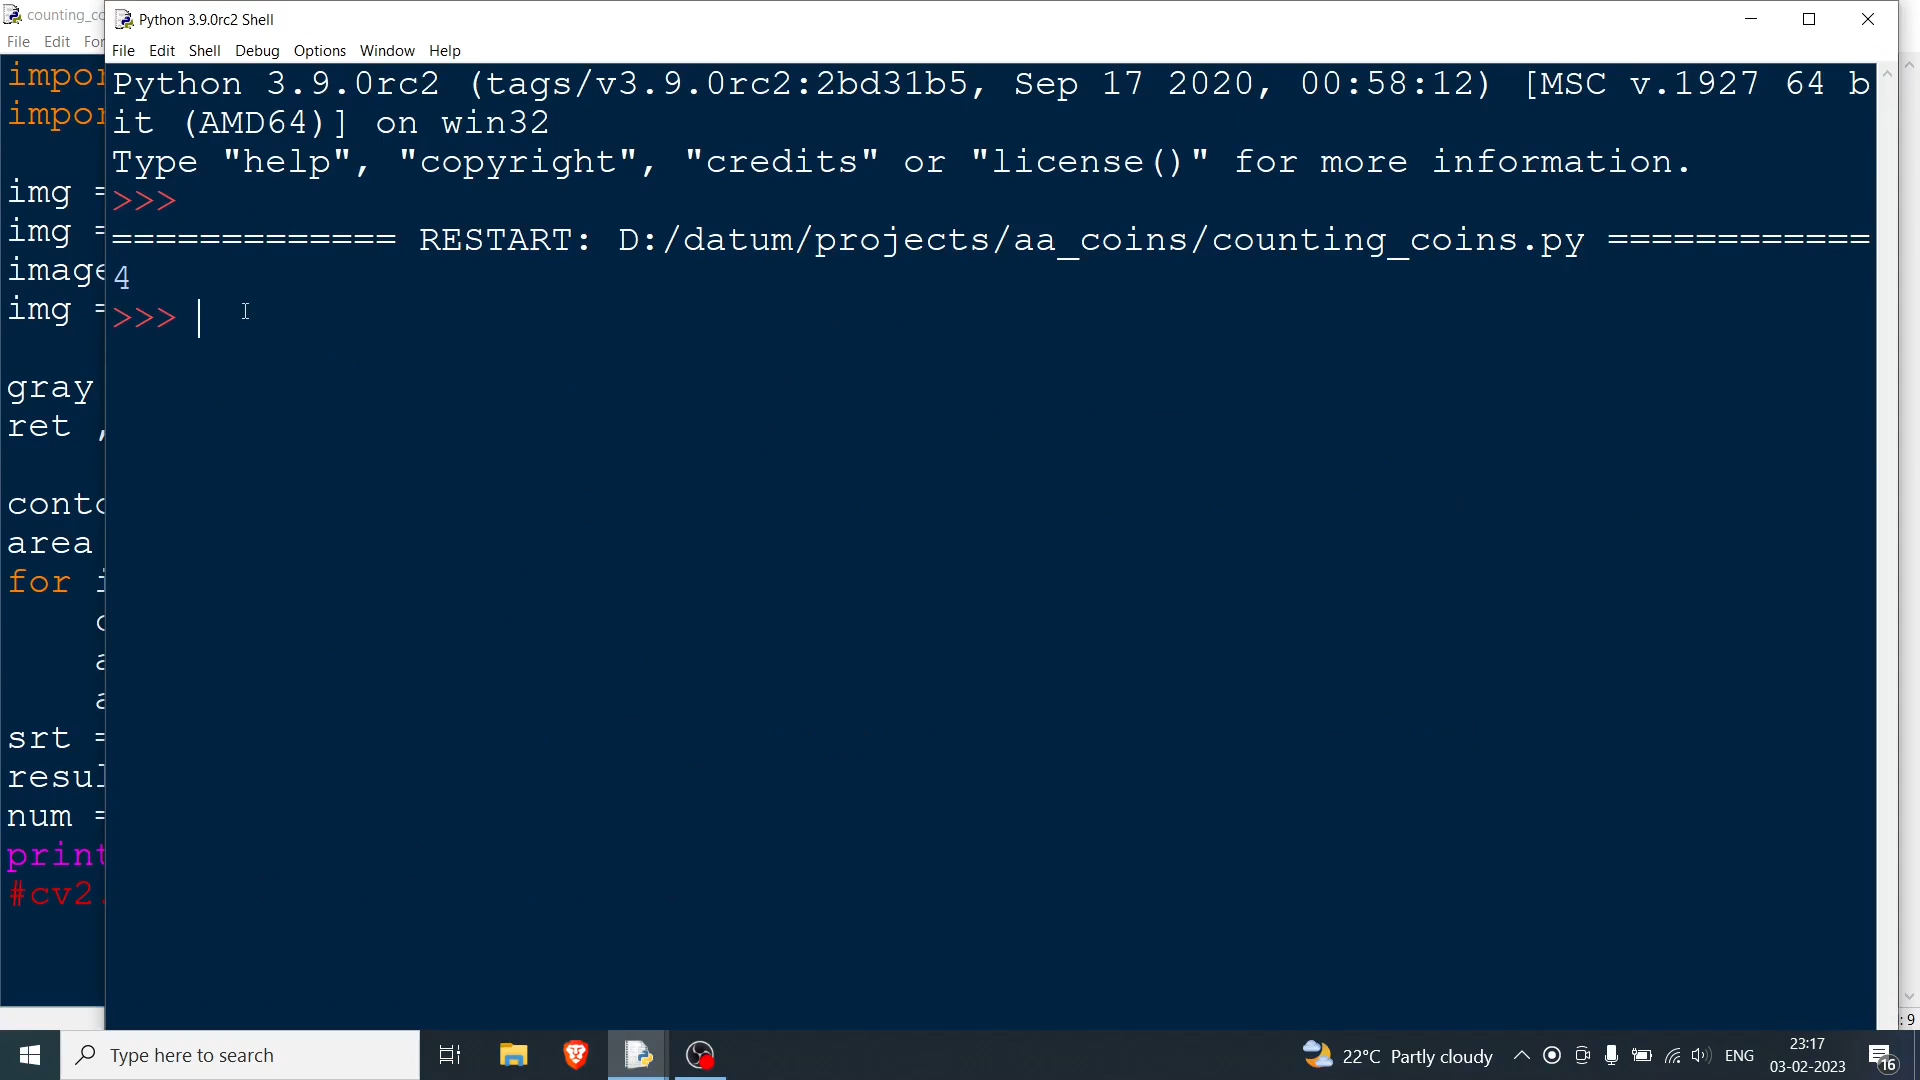 counting_co
File Edit For
impor
impor
img =
img =
image
img =
gray
ret ,
conto
area
for i
srt =
resul
num =
print
#cv2.
Python 3.9.0rc2 Shell
File Edit Shell Debug Options Window Help
Python 3.9.0rc2 (tags/v3.9.0rc2:2bd31b5, Sep 17 2020, 00:58:12) [MSC v.1927 64 b
it (AMD64)] on win32
Type "help", "copyright", "credits" or "license()" for more information.
>>>
============= RESTART: D:/datum/projects/aa_coins/counting_coins.py ============
4
>>>
: 9
Type here to search
22°C Partly cloudy
ENG
23:17
03-02-2023
16